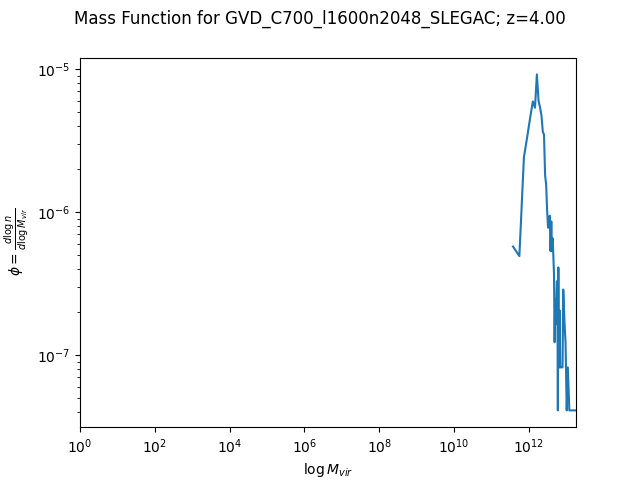 Mass Function for GVD_C700_l1600n2048_SLEGAC; z=4.00
10⁻⁵
10⁻⁶
10⁻⁷
ϕ = d log n / d log M_vir
10⁰ 10² 10⁴ 10⁶ 10⁸ 10¹⁰ 10¹²
log M_vir